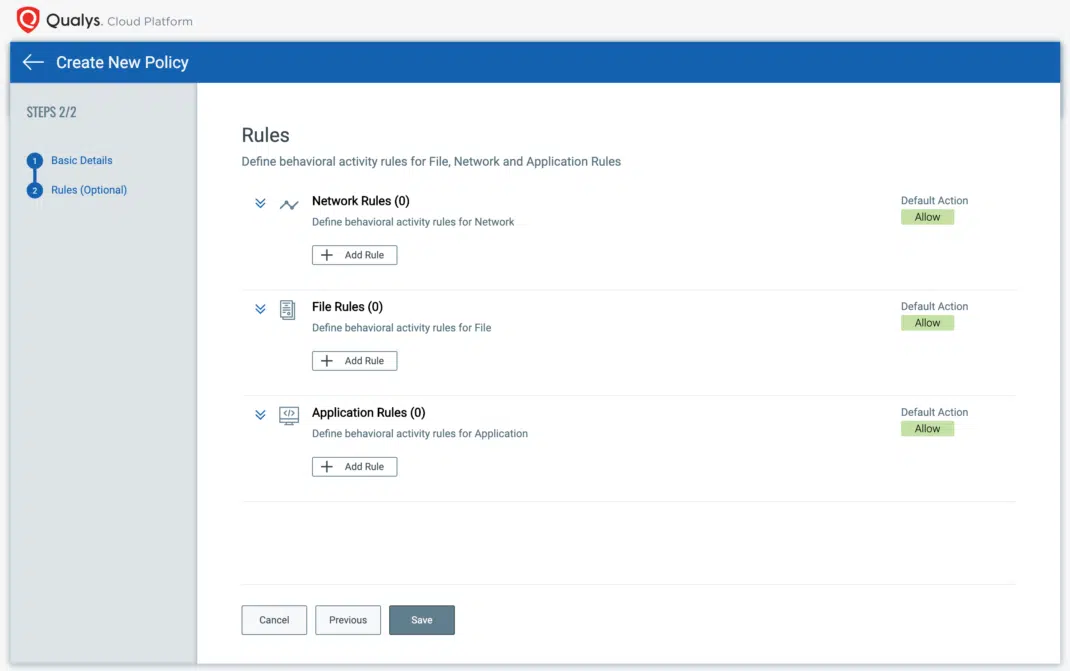 Qualys. Cloud Platform
Create New Policy
STEPS 2/2
1 Basic Details
2 Rules (Optional)
Rules
Define behavioral activity rules for File, Network and Application Rules
Network Rules (0)
Default Action
Define behavioral activity rules for Network
Allow
Add Rule
File Rules (0)
Default Action
Define behavioral activity rules for File
Allow
Add Rule
Application Rules (0)
Default Action
Define behavioral activity rules for Application
Allow
Add Rule
Cancel
Previous
Save